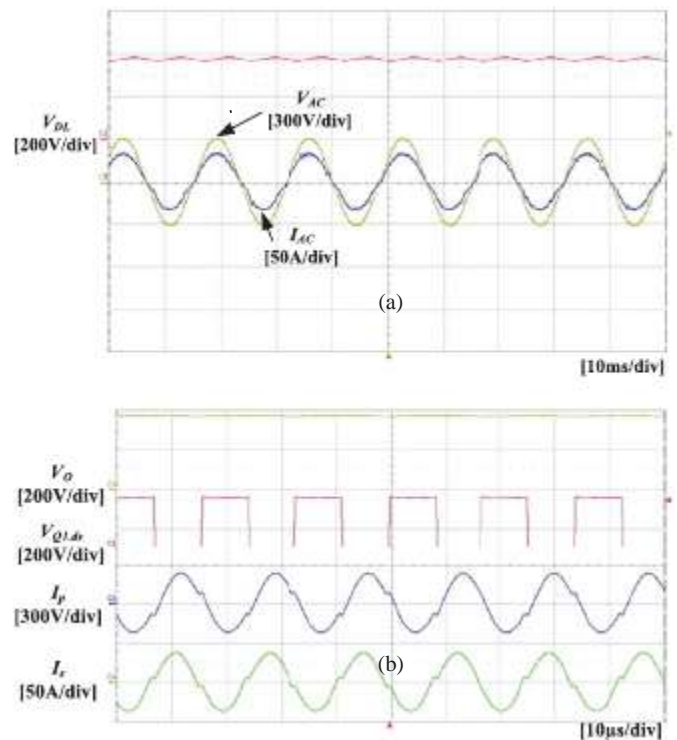 V_AC
[300V/div]
V_DL
[200V/div]
I_AC
[50A/div]
(a)
[10ms/div]
V_O
[200V/div]
V_Q1.ds
[200V/div]
I_p
[300V/div]
I_s
[50A/div]
(b)
[10µs/div]